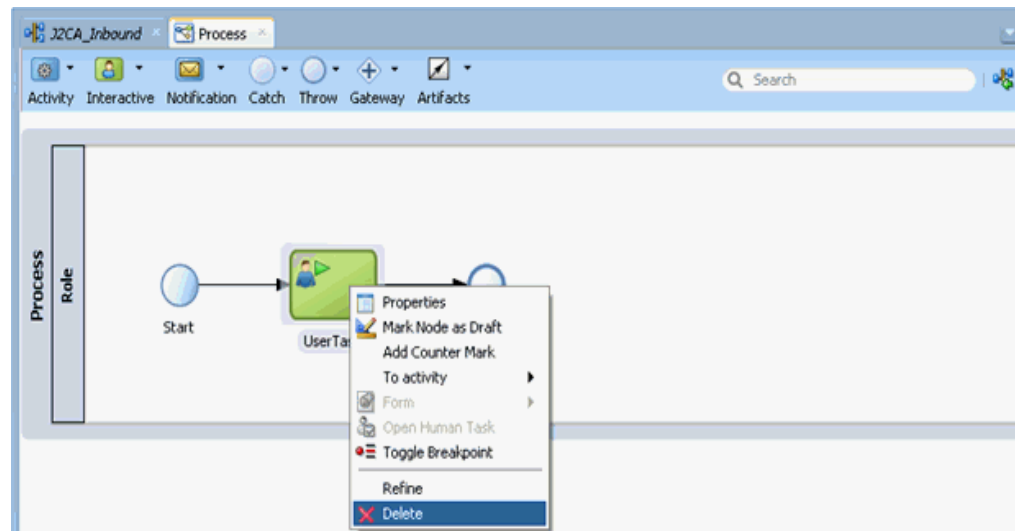 J2CA_Inbound
Process
Activity Interactive Notification Catch Throw Gateway Artifacts
Search
Process
Role
Start
UserTas
Properties
Mark Node as Draft
Add Counter Mark
To activity
Form
Open Human Task
Toggle Breakpoint
Refine
Delete